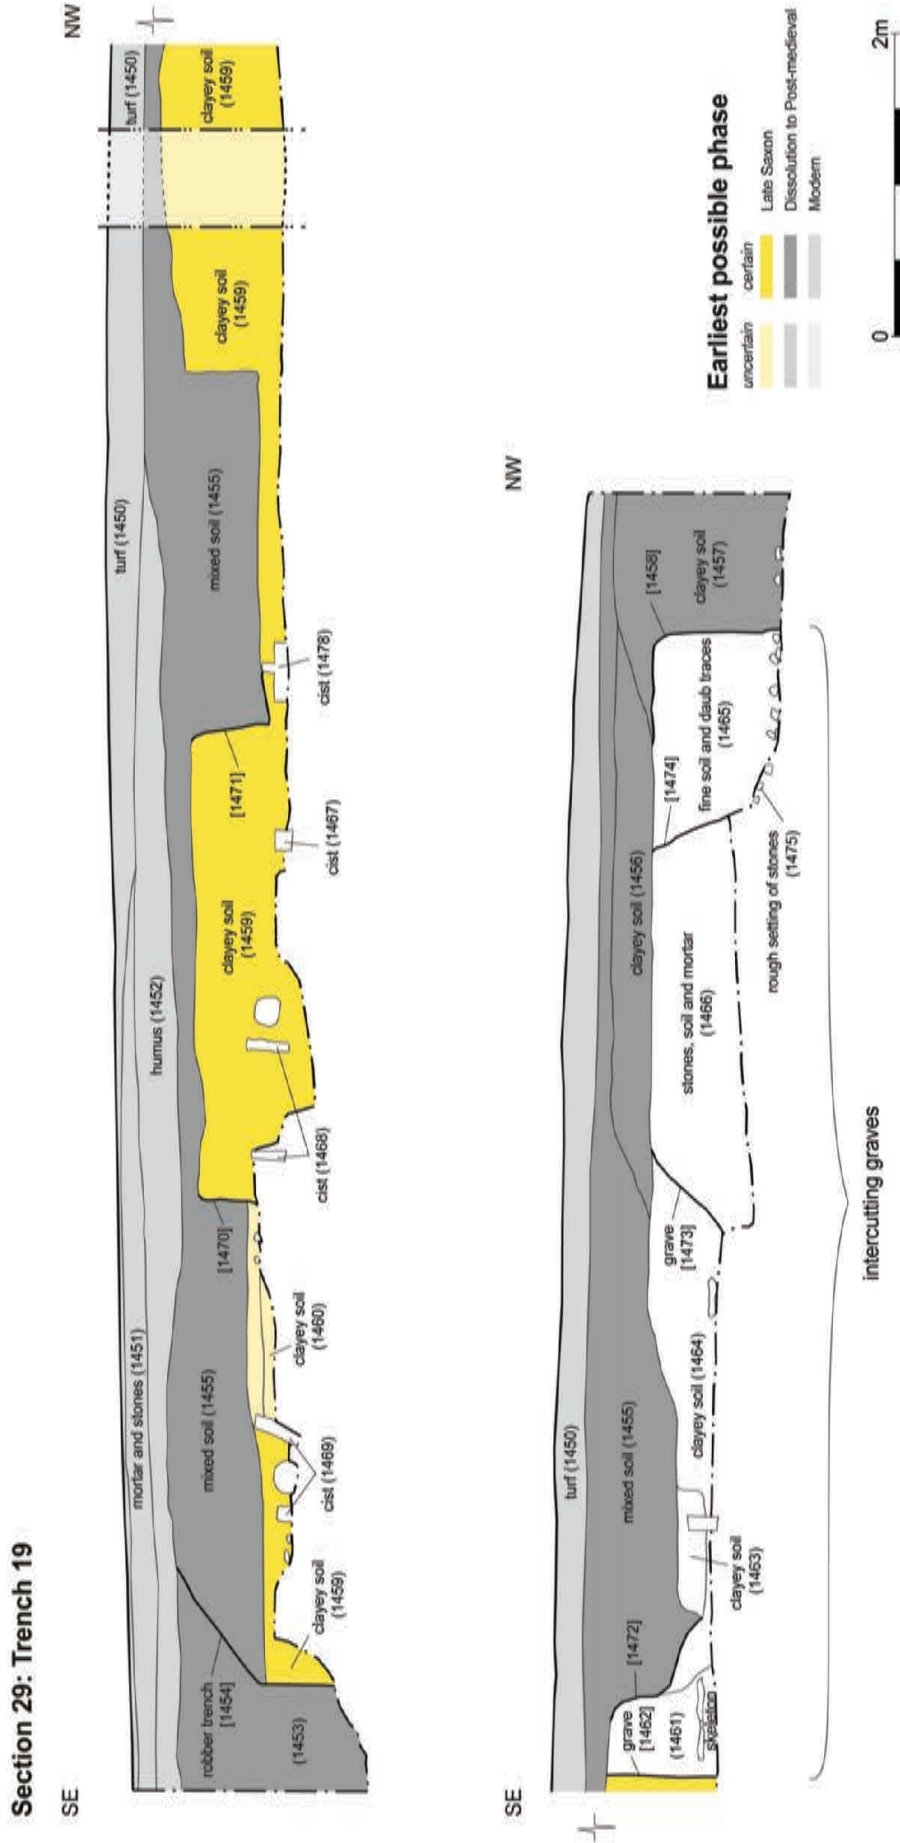 Section 29: Trench 19
SE
NW
turf (1450)
turf (1450)
mortar and stones (1451)
humus (1452)
robber trench
[1454]
(1453)
mixed soil (1455)
mixed soil (1455)
clayey soil
(1459)
clayey soil
(1459)
clayey soil
(1459)
clayey soil
(1459)
clayey soil
(1460)
[1470]
[1471]
cist (1469)
cist (1468)
cist (1467)
cist (1478)
SE
NW
turf (1450)
grave
[1462]
(1461)
skeleton
[1472]
mixed soil (1455)
clayey soil
(1463)
clayey soil (1464)
grave
[1473]
clayey soil (1456)
stones, soil and mortar
(1466)
[1474]
fine soil and daub traces
(1465)
[1458]
clayey soil
(1457)
rough setting of stones
(1475)
intercutting graves
Earliest possible phase
uncertain certain
Late Saxon
Dissolution to Post-medieval
Modern
0 2m